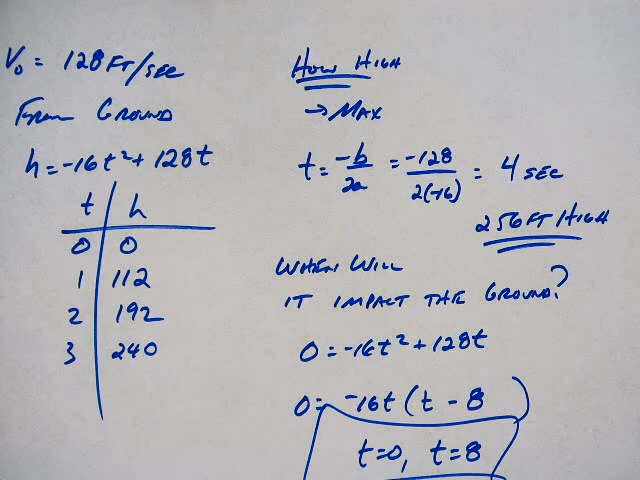 V₀ = 128 FT/SEC
FROM GROUND
h = -16t² + 128t
t h
0 0
1 112
2 192
3 240
HOW HIGH
→ MAX
t = -b/2a = -128/2(-16) = 4 SEC
256 FT HIGH
WHEN WILL
IT IMPACT THE GROUND?
0 = -16t² + 128t
0 = -16t(t - 8)
t=0, t=8